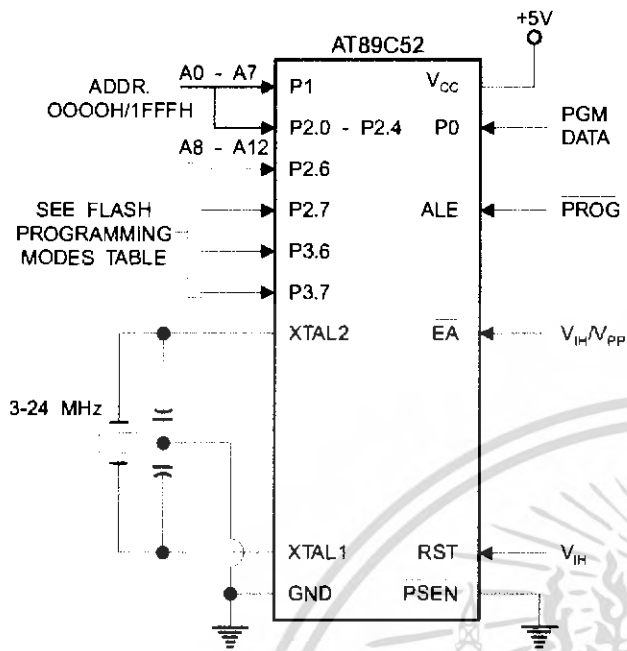 +5V
AT89C52
A0 - A7
ADDR.
OOOOH/1FFFH
P1
VCC
P2.0 - P2.4
P0
PGM
DATA
A8 - A12
P2.6
SEE FLASH
PROGRAMMING
MODES TABLE
P2.7
ALE
PROG
P3.6
P3.7
XTAL2
EA
VIH/VPP
3-24 MHz
XTAL1
RST
VIH
GND
PSEN